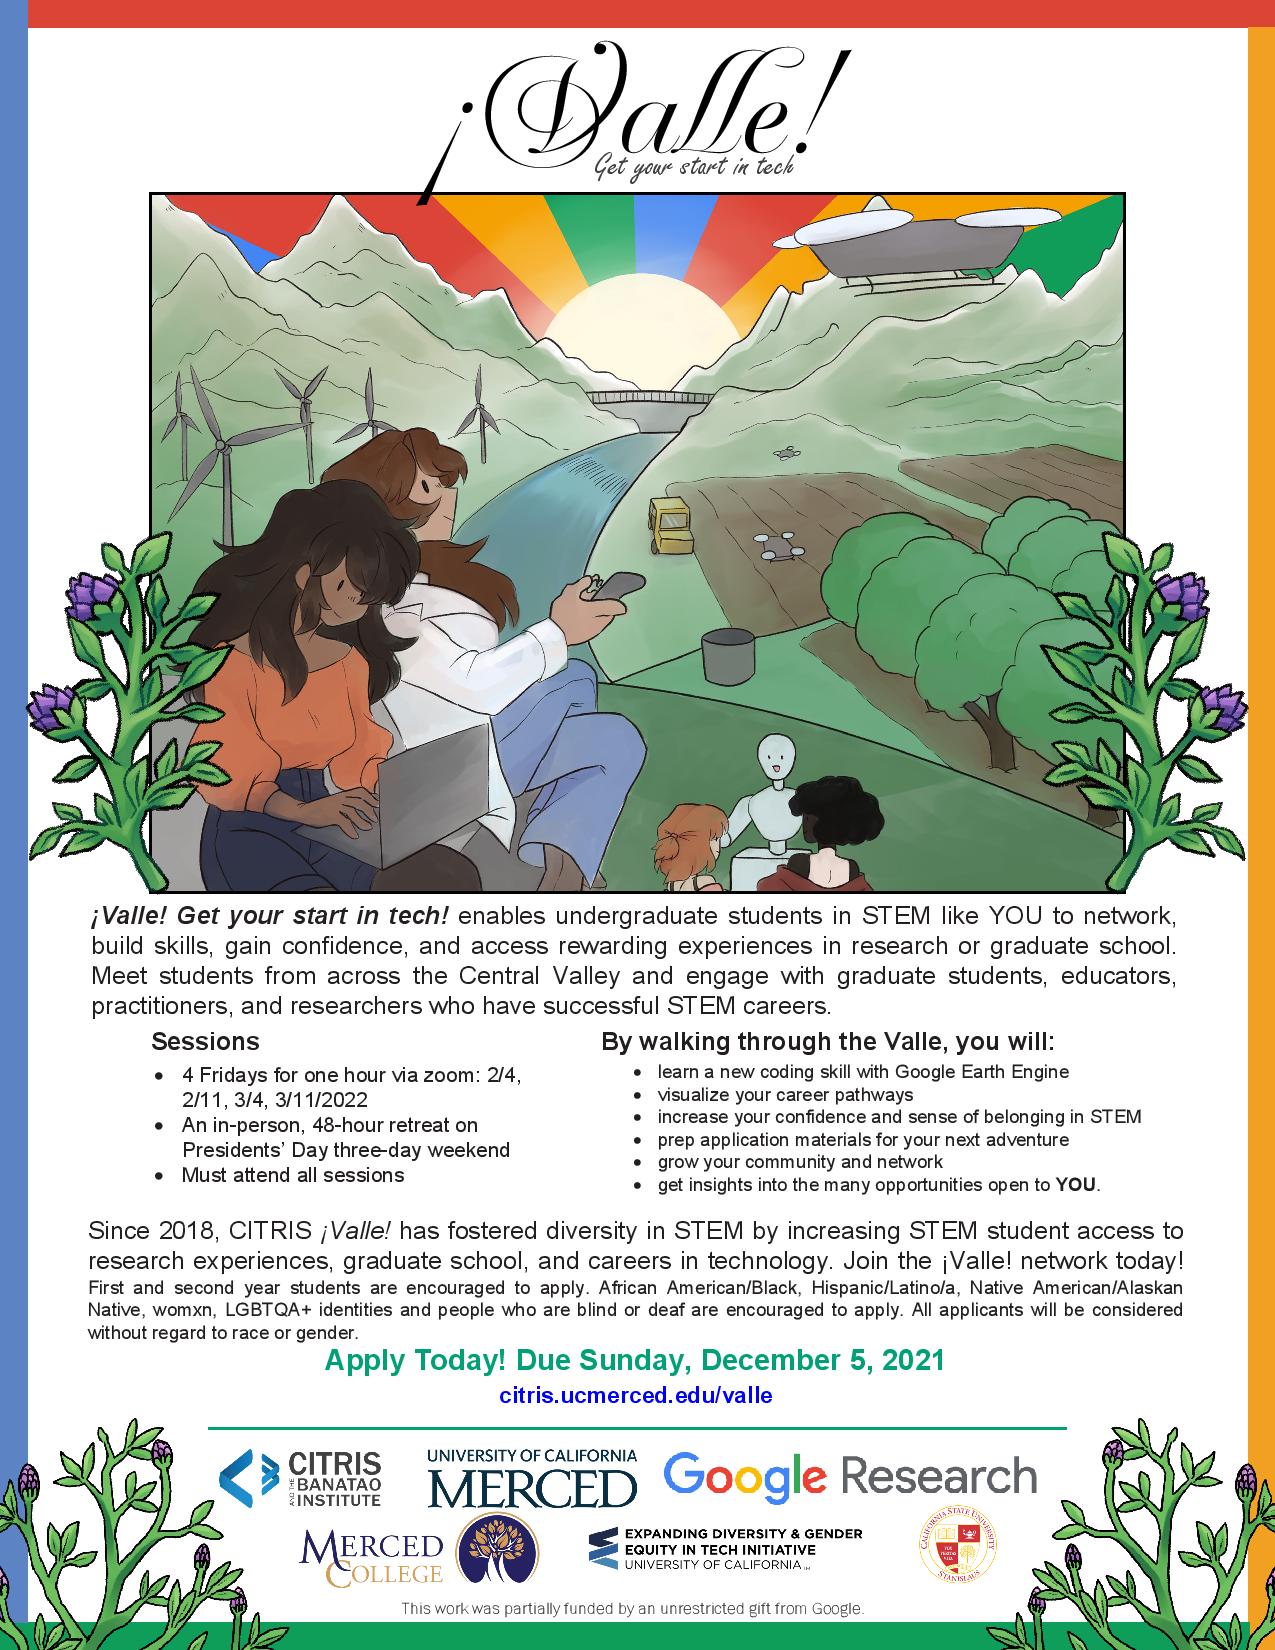 ¡Valle!
Get your start in tech
¡Valle! Get your start in tech! enables undergraduate students in STEM like YOU to network,
build skills, gain confidence, and access rewarding experiences in research or graduate school.
Meet students from across the Central Valley and engage with graduate students, educators,
practitioners, and researchers who have successful STEM careers.
Sessions
• 4 Fridays for one hour via zoom: 2/4,
2/11, 3/4, 3/11/2022
• An in-person, 48-hour retreat on
Presidents’ Day three-day weekend
• Must attend all sessions
By walking through the Valle, you will:
• learn a new coding skill with Google Earth Engine
• visualize your career pathways
• increase your confidence and sense of belonging in STEM
• prep application materials for your next adventure
• grow your community and network
• get insights into the many opportunities open to YOU.
Since 2018, CITRIS ¡Valle! has fostered diversity in STEM by increasing STEM student access to
research experiences, graduate school, and careers in technology. Join the ¡Valle! network today!
First and second year students are encouraged to apply. African American/Black, Hispanic/Latino/a, Native American/Alaskan
Native, womxn, LGBTQA+ identities and people who are blind or deaf are encouraged to apply. All applicants will be considered
without regard to race or gender.
Apply Today! Due Sunday, December 5, 2021
citris.ucmerced.edu/valle
CITRIS
AND THE BANATAO
INSTITUTE
UNIVERSITY OF CALIFORNIA
MERCED
Google Research
MERCED
COLLEGE
EXPANDING DIVERSITY & GENDER
EQUITY IN TECH INITIATIVE
UNIVERSITY OF CALIFORNIA
CALIFORNIA STATE UNIVERSITY
STANISLAUS
This work was partially funded by an unrestricted gift from Google.